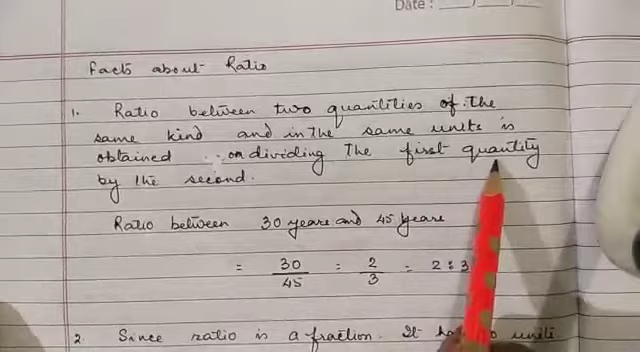 Date :
Facts about Ratio
1. Ratio between two quantities of the
same kind and in the same units is
obtained on dividing the first quantity
by the second.
Ratio between 30 years and 45 years
= 30/45 = 2/3 = 2:3
2. Since ratio is a fraction. It units